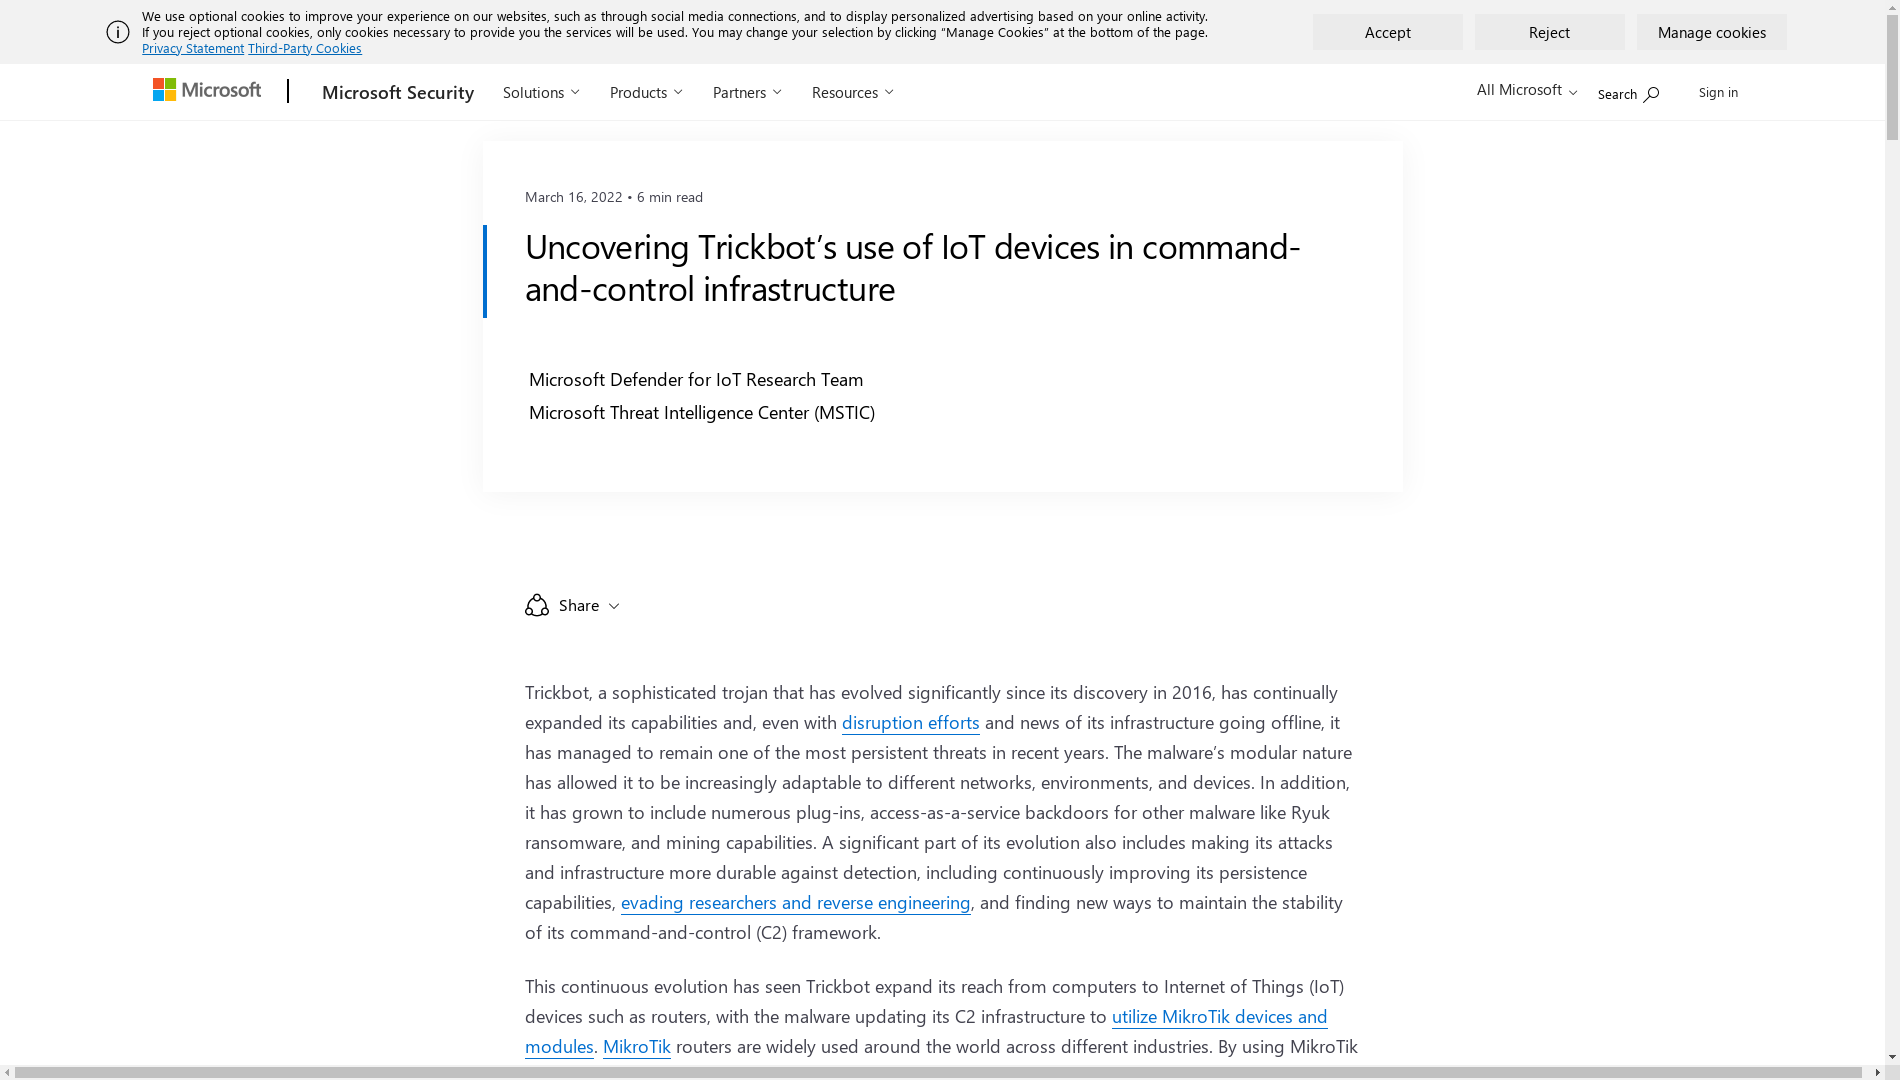 We use optional cookies to improve your experience on our websites, such as through social media connections, and to display personalized advertising based on your online activity.
If you reject optional cookies, only cookies necessary to provide you the services will be used. You may change your selection by clicking “Manage Cookies” at the bottom of the page.
Privacy Statement Third-Party Cookies
Accept
Reject
Manage cookies
Microsoft
Microsoft Security
Solutions
Products
Partners
Resources
All Microsoft
Search
Sign in
March 16, 2022 • 6 min read
Uncovering Trickbot’s use of IoT devices in command-
and-control infrastructure
Microsoft Defender for IoT Research Team
Microsoft Threat Intelligence Center (MSTIC)
Share
Trickbot, a sophisticated trojan that has evolved significantly since its discovery in 2016, has continually
expanded its capabilities and, even with disruption efforts and news of its infrastructure going offline, it
has managed to remain one of the most persistent threats in recent years. The malware’s modular nature
has allowed it to be increasingly adaptable to different networks, environments, and devices. In addition,
it has grown to include numerous plug-ins, access-as-a-service backdoors for other malware like Ryuk
ransomware, and mining capabilities. A significant part of its evolution also includes making its attacks
and infrastructure more durable against detection, including continuously improving its persistence
capabilities, evading researchers and reverse engineering, and finding new ways to maintain the stability
of its command-and-control (C2) framework.
This continuous evolution has seen Trickbot expand its reach from computers to Internet of Things (IoT)
devices such as routers, with the malware updating its C2 infrastructure to utilize MikroTik devices and
modules. MikroTik routers are widely used around the world across different industries. By using MikroTik